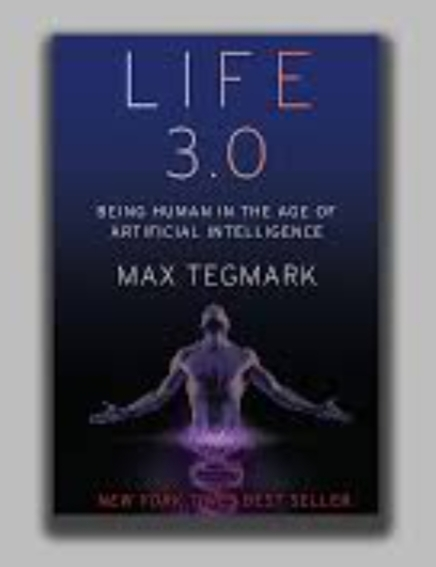 LIFE
3.0
BEING HUMAN IN THE AGE OF
ARTIFICIAL INTELLIGENCE
MAX TEGMARK
NEW YORK TIMES BEST SELLER